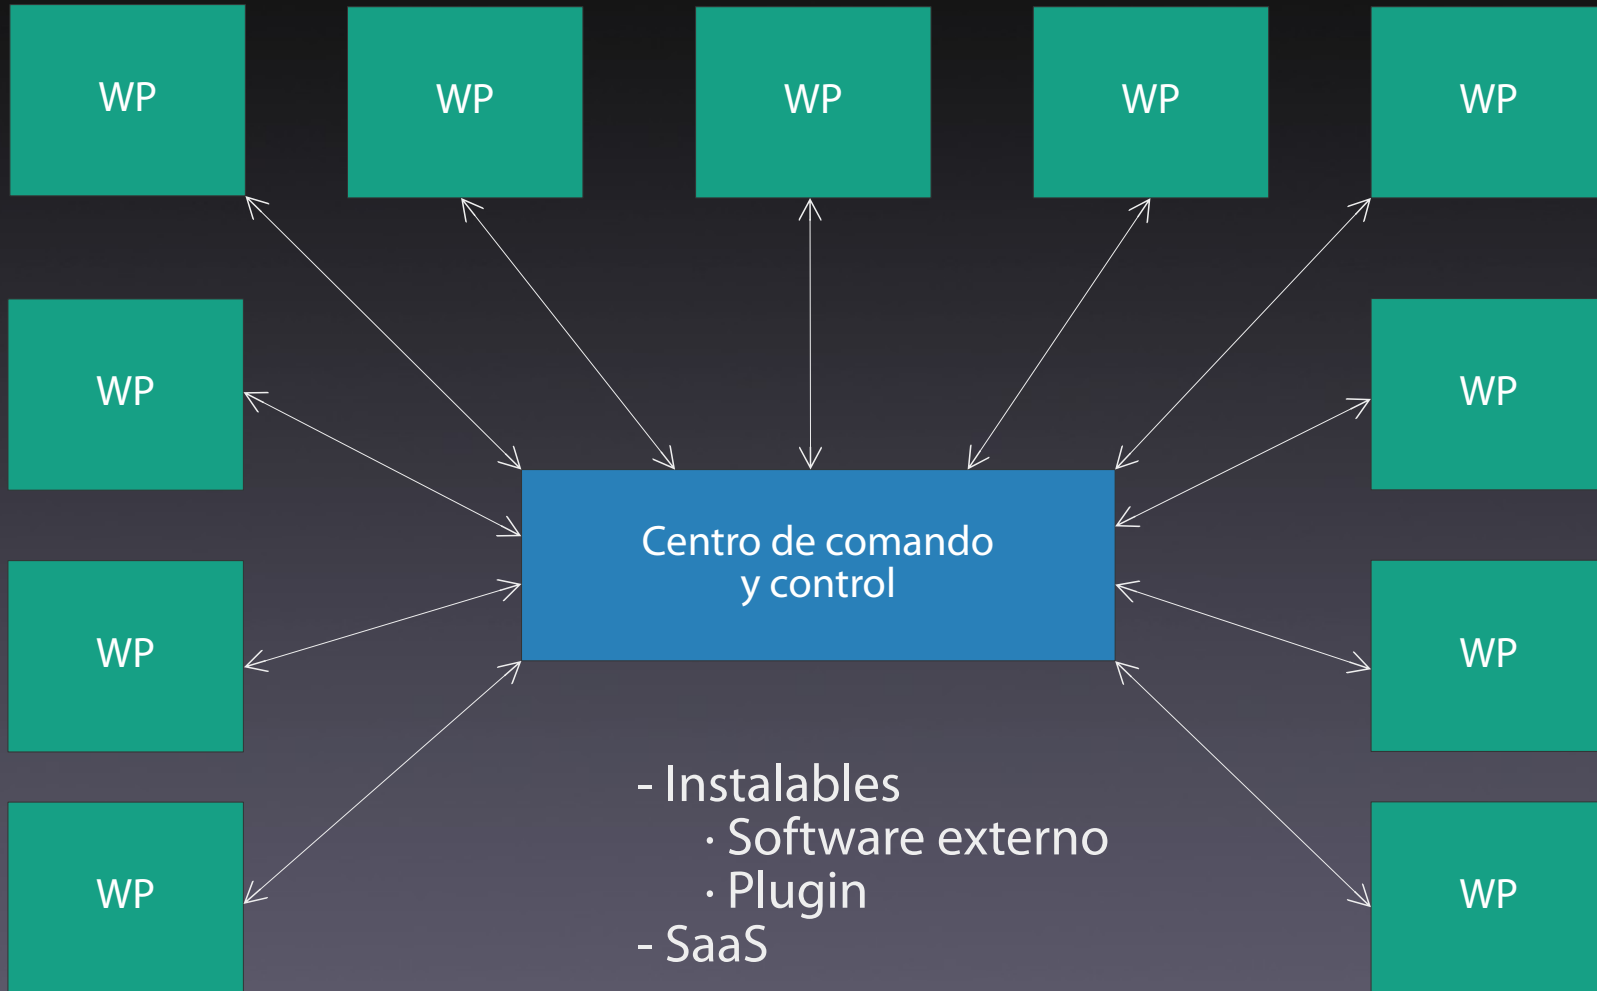 WP
WP
WP
WP
WP
WP
WP
Centro de comando
y control
WP
WP
- Instalables
· Software externo
· Plugin
- SaaS
WP
WP